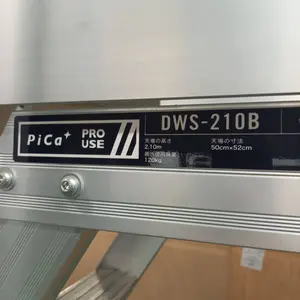 PiCa+ PRO USE
DWS-210B
天場の高さ
2.10m
最大使用質量
120kg
天場の寸法
50cm×52cm